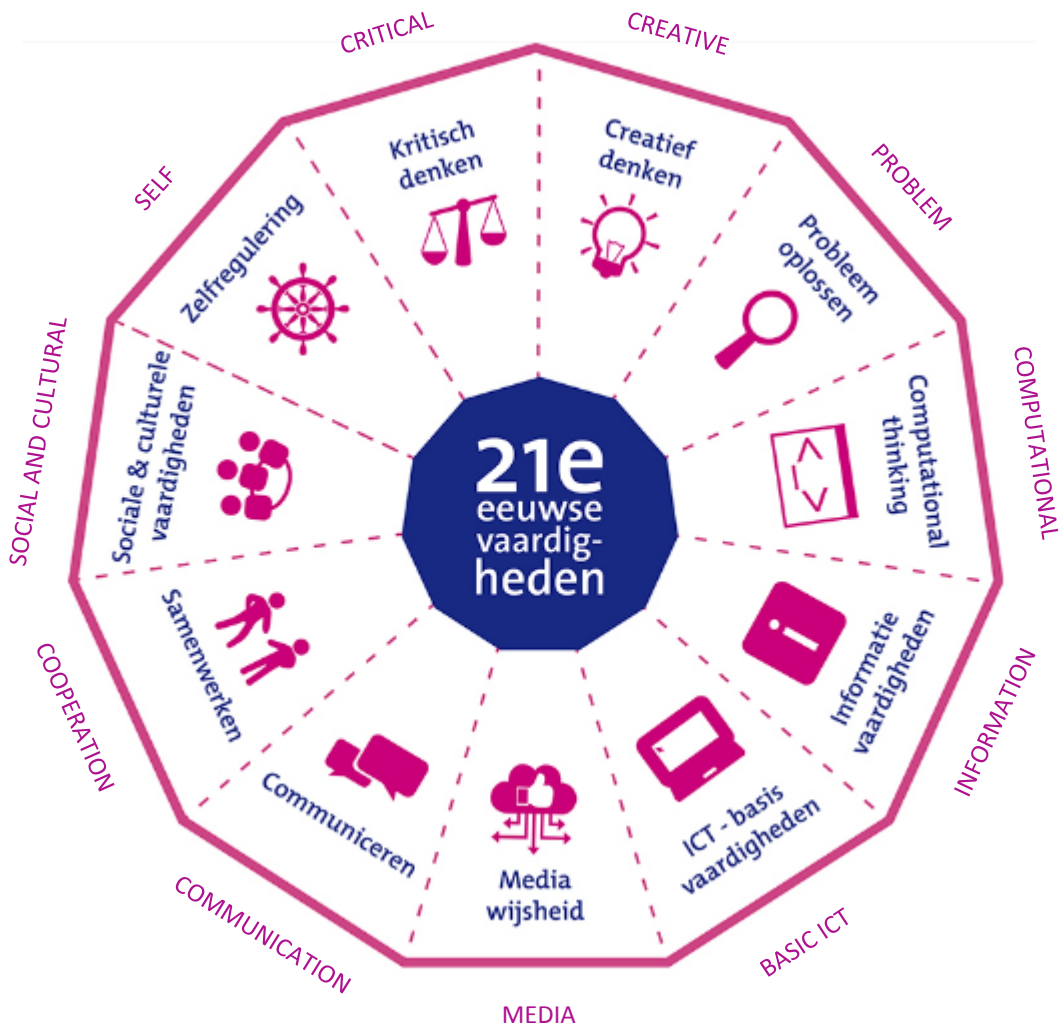 CRITICAL
CREATIVE
PROBLEM
COMPUTATIONAL
INFORMATION
BASIC ICT
MEDIA
COMMUNICATION
COOPERATION
SOCIAL AND CULTURAL
SELF
Kritisch
denken
Creatief
denken
Probleem
oplossen
Computational
thinking
Informatie
vaardigheden
ICT - basis
vaardigheden
Media
wijsheid
Communiceren
Samenwerken
Sociale & culturele
vaardigheden
Zelfregulering
21e
eeuwse
vaardig-
heden